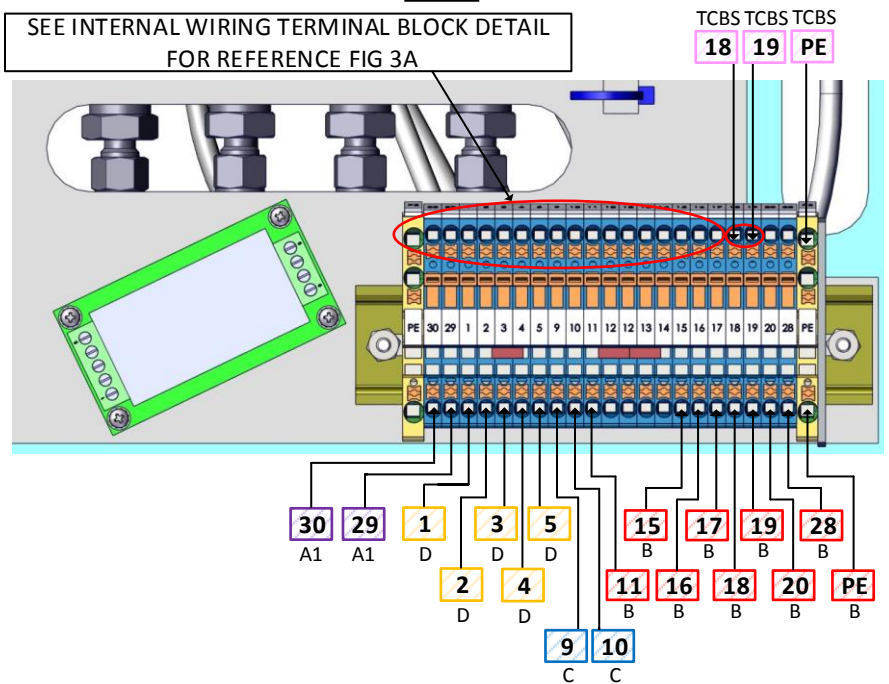 SEE INTERNAL WIRING TERMINAL BLOCK DETAIL
FOR REFERENCE FIG 3A
TCBS TCBS TCBS
18 19 PE
PE 30 29 1 2 3 4 5 9 10 11 12 12 13 14 15 16 17 18 19 20 28 PE
30 29 1 3 5 15 17 19 28
A1 A1 D D D B B B B
2 4 11 16 18 20 PE
D D B B B B B
9 10
C C